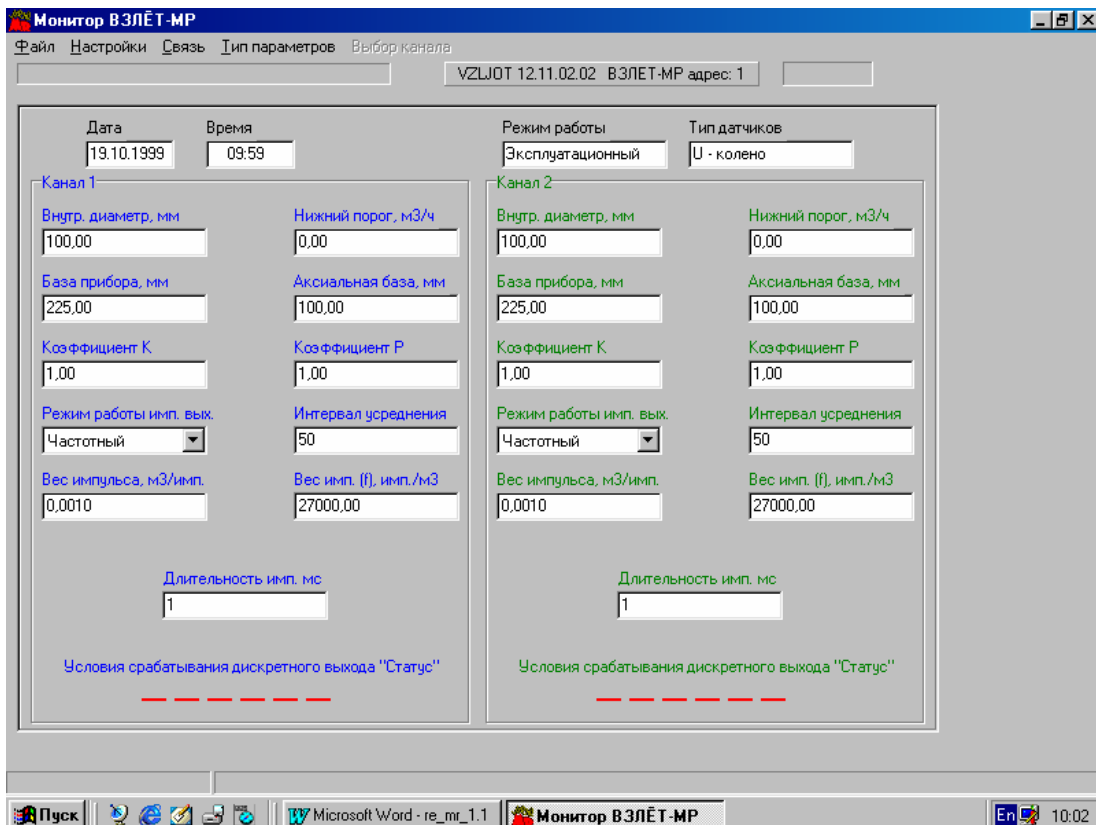 Монитор ВЗЛЁТ-МР
Файл Настройки Связь Тип параметров Выбор канала
VZLJOT 12.11.02.02 ВЗЛЕТ-МР адрес: 1
Дата Время Режим работы Тип датчиков
19.10.1999 09:59 Эксплуатационный U - колено
Канал 1 Канал 2
Внутр. диаметр, мм Нижний порог, м3/ч Внутр. диаметр, мм Нижний порог, м3/ч
100,00 0,00 100,00 0,00
База прибора, мм Аксиальная база, мм База прибора, мм Аксиальная база, мм
225,00 100,00 225,00 100,00
Коэффициент К Коэффициент Р Коэффициент К Коэффициент Р
1,00 1,00 1,00 1,00
Режим работы имп. вых. Интервал усреднения Режим работы имп. вых. Интервал усреднения
Частотный 50 Частотный 50
Вес импульса, м3/имп. Вес имп. (f), имп./м3 Вес импульса, м3/имп. Вес имп. (f), имп./м3
0,0010 27000,00 0,0010 27000,00
Длительность имп. мс Длительность имп. мс
1 1
Условия срабатывания дискретного выхода "Статус" Условия срабатывания дискретного выхода "Статус"
Пуск Microsoft Word - re_mr_1.1 Монитор ВЗЛЁТ-МР En 10:02